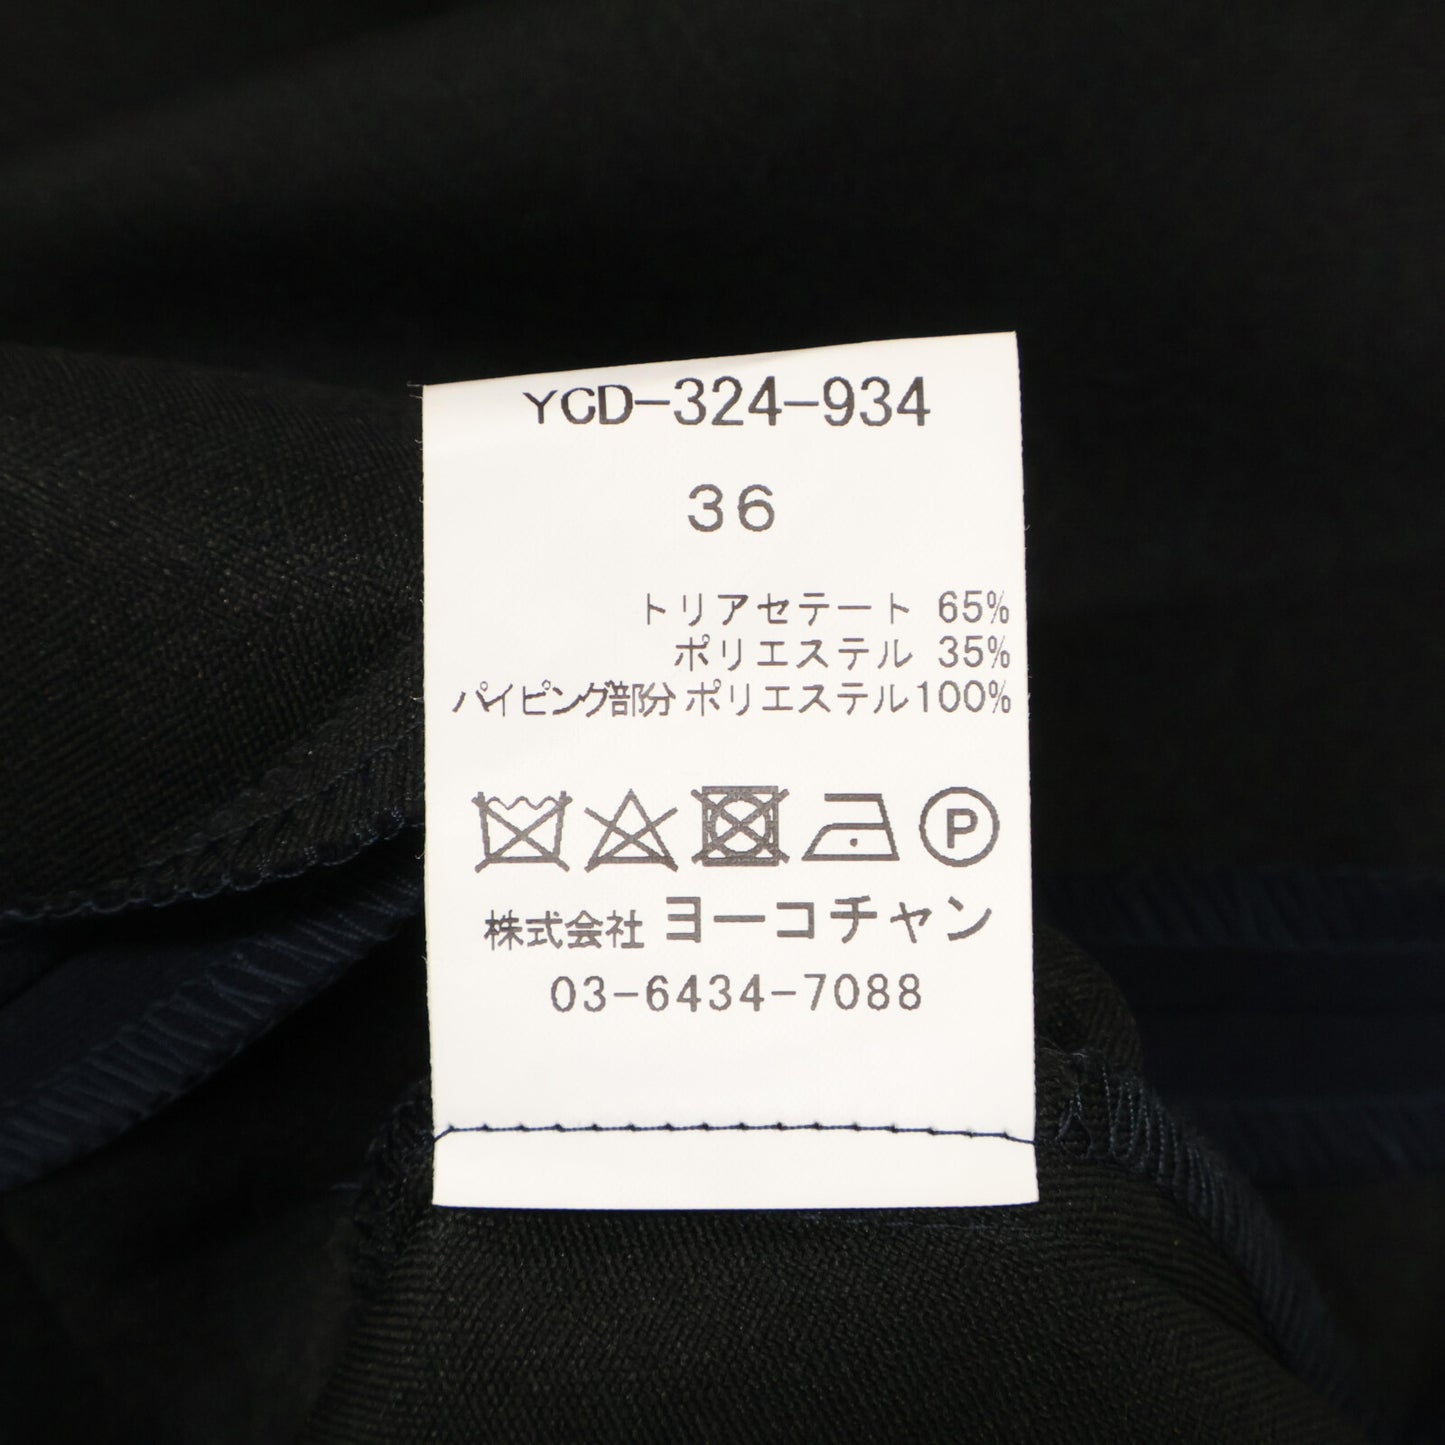 YCD-324-934
36
トリアセテート 65%
ポリエステル 35%
パイピング部分 ポリエステル100%
P
株式会社 ヨーコチャン
03-6434-7088